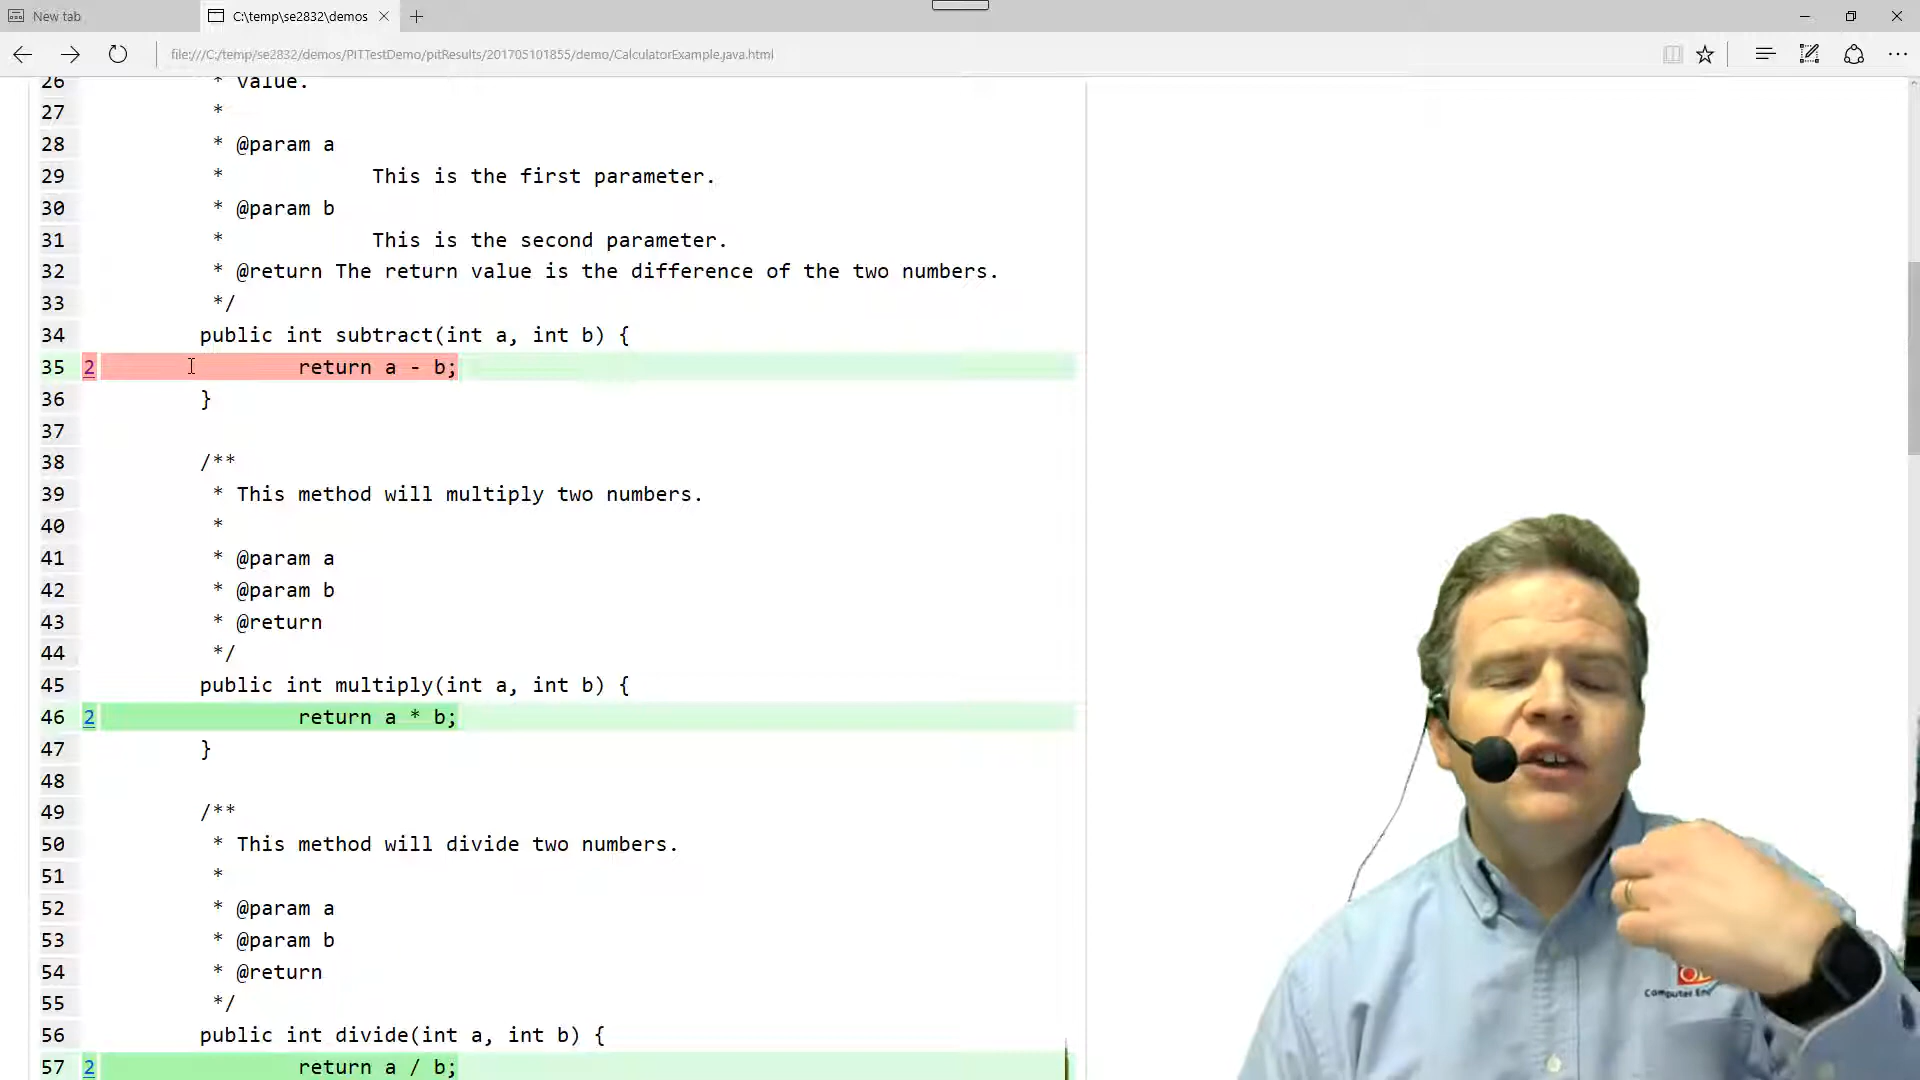 New tab
C:\temp\se2832\demos
file:///C:/temp/se2832/demos/PITTestDemo/pitResults/201705101855/demo/CalculatorExample.java.html
26 * value.
27 *
28 * @param a
29 * This is the first parameter.
30 * @param b
31 * This is the second parameter.
32 * @return The return value is the difference of the two numbers.
33 */
34 public int subtract(int a, int b) {
35 2 return a - b;
36 }
37
38 /**
39 * This method will multiply two numbers.
40 *
41 * @param a
42 * @param b
43 * @return
44 */
45 public int multiply(int a, int b) {
46 2 return a * b;
47 }
48
49 /**
50 * This method will divide two numbers.
51 *
52 * @param a
53 * @param b
54 * @return
55 */
56 public int divide(int a, int b) {
57 2 return a / b;
Computer